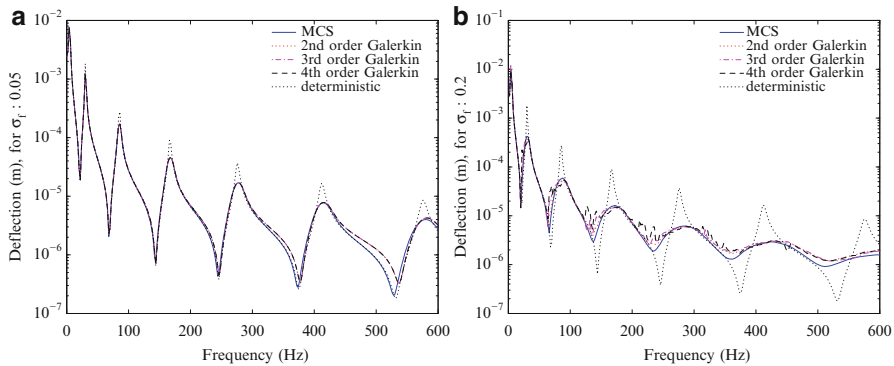 a
Deflection (m), for σf : 0.05
10−1
10−2
10−3
10−4
10−5
10−6
10−7
0 100 200 300 400 500 600
Frequency (Hz)
MCS
2nd order Galerkin
3rd order Galerkin
4th order Galerkin
deterministic
b
Deflection (m), for σf : 0.2
10−1
10−2
10−3
10−4
10−5
10−6
10−7
0 100 200 300 400 500 600
Frequency (Hz)
MCS
2nd order Galerkin
3rd order Galerkin
4th order Galerkin
deterministic